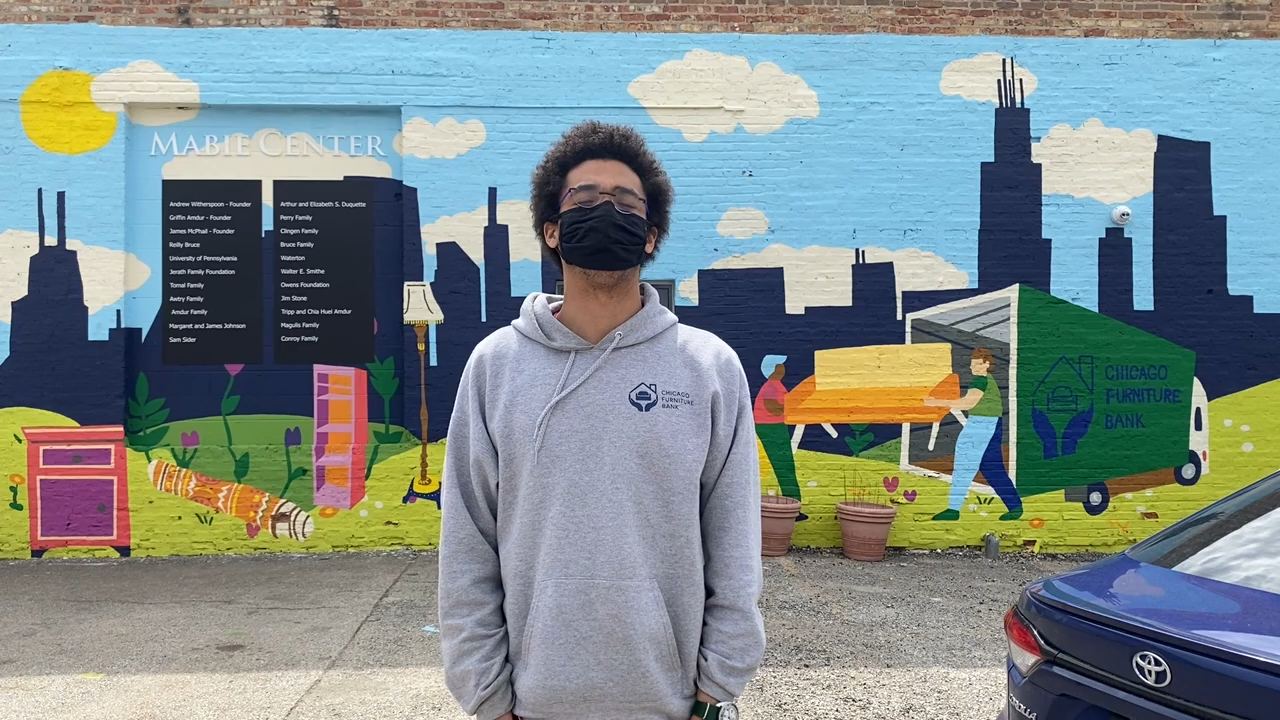 MABIE CENTER
Andrew Witherspoon - Founder
Griffin Amdur - Founder
James McPhail - Founder
Reilly Bruce
University of Pennsylvania
Jerath Family Foundation
Tomal Family
Awtry Family
Amdur Family
Margaret and James Johnson
Sam Sider
Arthur and Elizabeth S. Duquette
Perry Family
Clingen Family
Bruce Family
Waterton
Walter E. Smithe
Owens Foundation
Jim Stone
Tripp and Chia Huei Amdur
Magulis Family
Conroy Family
CHICAGO
FURNITURE
BANK
CHICAGO
FURNITURE
BANK
COROLLA